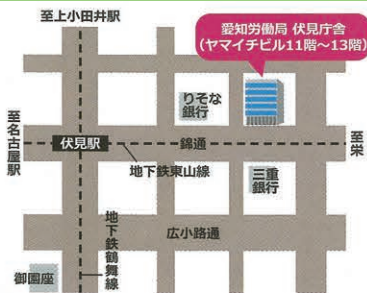 至上小田井駅
愛知労働局 伏見庁舎
(ヤマイチビル11階~13階)
りそな
銀行
至名古屋駅
伏見駅
錦通
至栄
地下鉄東山線
三重
銀行
広小路通
地下鉄鶴舞線
御園座